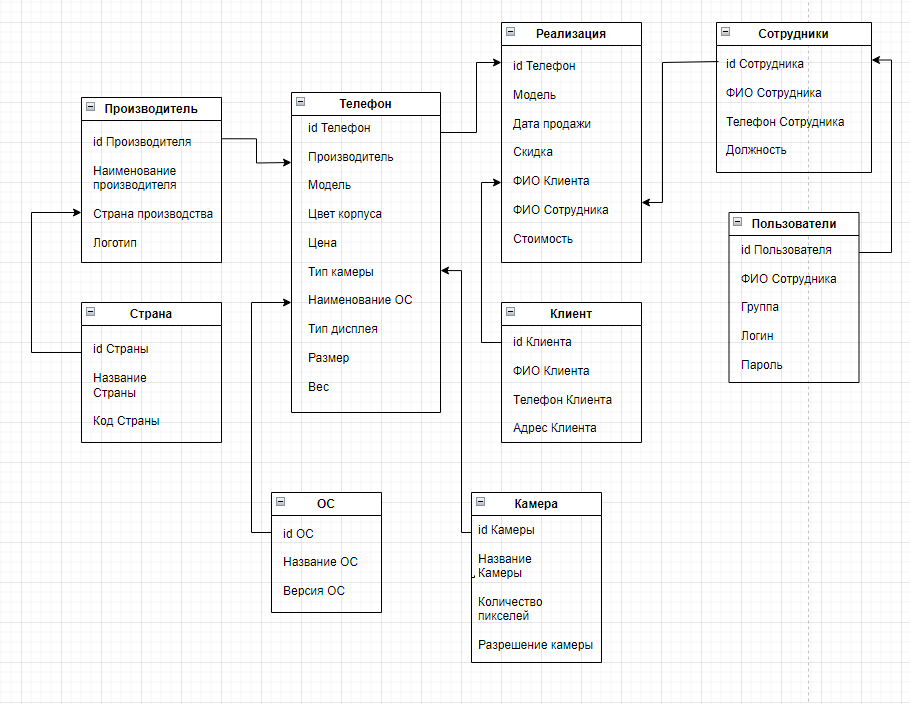 Производитель
id Производителя
Наименование
производителя
Страна производства
Логотип
Страна
id Страны
Название
Страны
Код Страны
Телефон
id Телефон
Производитель
Модель
Цвет корпуса
Цена
Тип камеры
Наименование ОС
Тип дисплея
Размер
Вес
ОС
id ОС
Название ОС
Версия ОС
Реализация
id Телефон
Модель
Дата продажи
Скидка
ФИО Клиента
ФИО Сотрудника
Стоимость
Клиент
id Клиента
ФИО Клиента
Телефон Клиента
Адрес Клиента
Камера
id Камеры
Название
Камеры
Количество
пикселей
Разрешение камеры
Сотрудники
id Сотрудника
ФИО Сотрудника
Телефон Сотрудника
Должность
Пользователи
id Пользователя
ФИО Сотрудника
Группа
Логин
Пароль